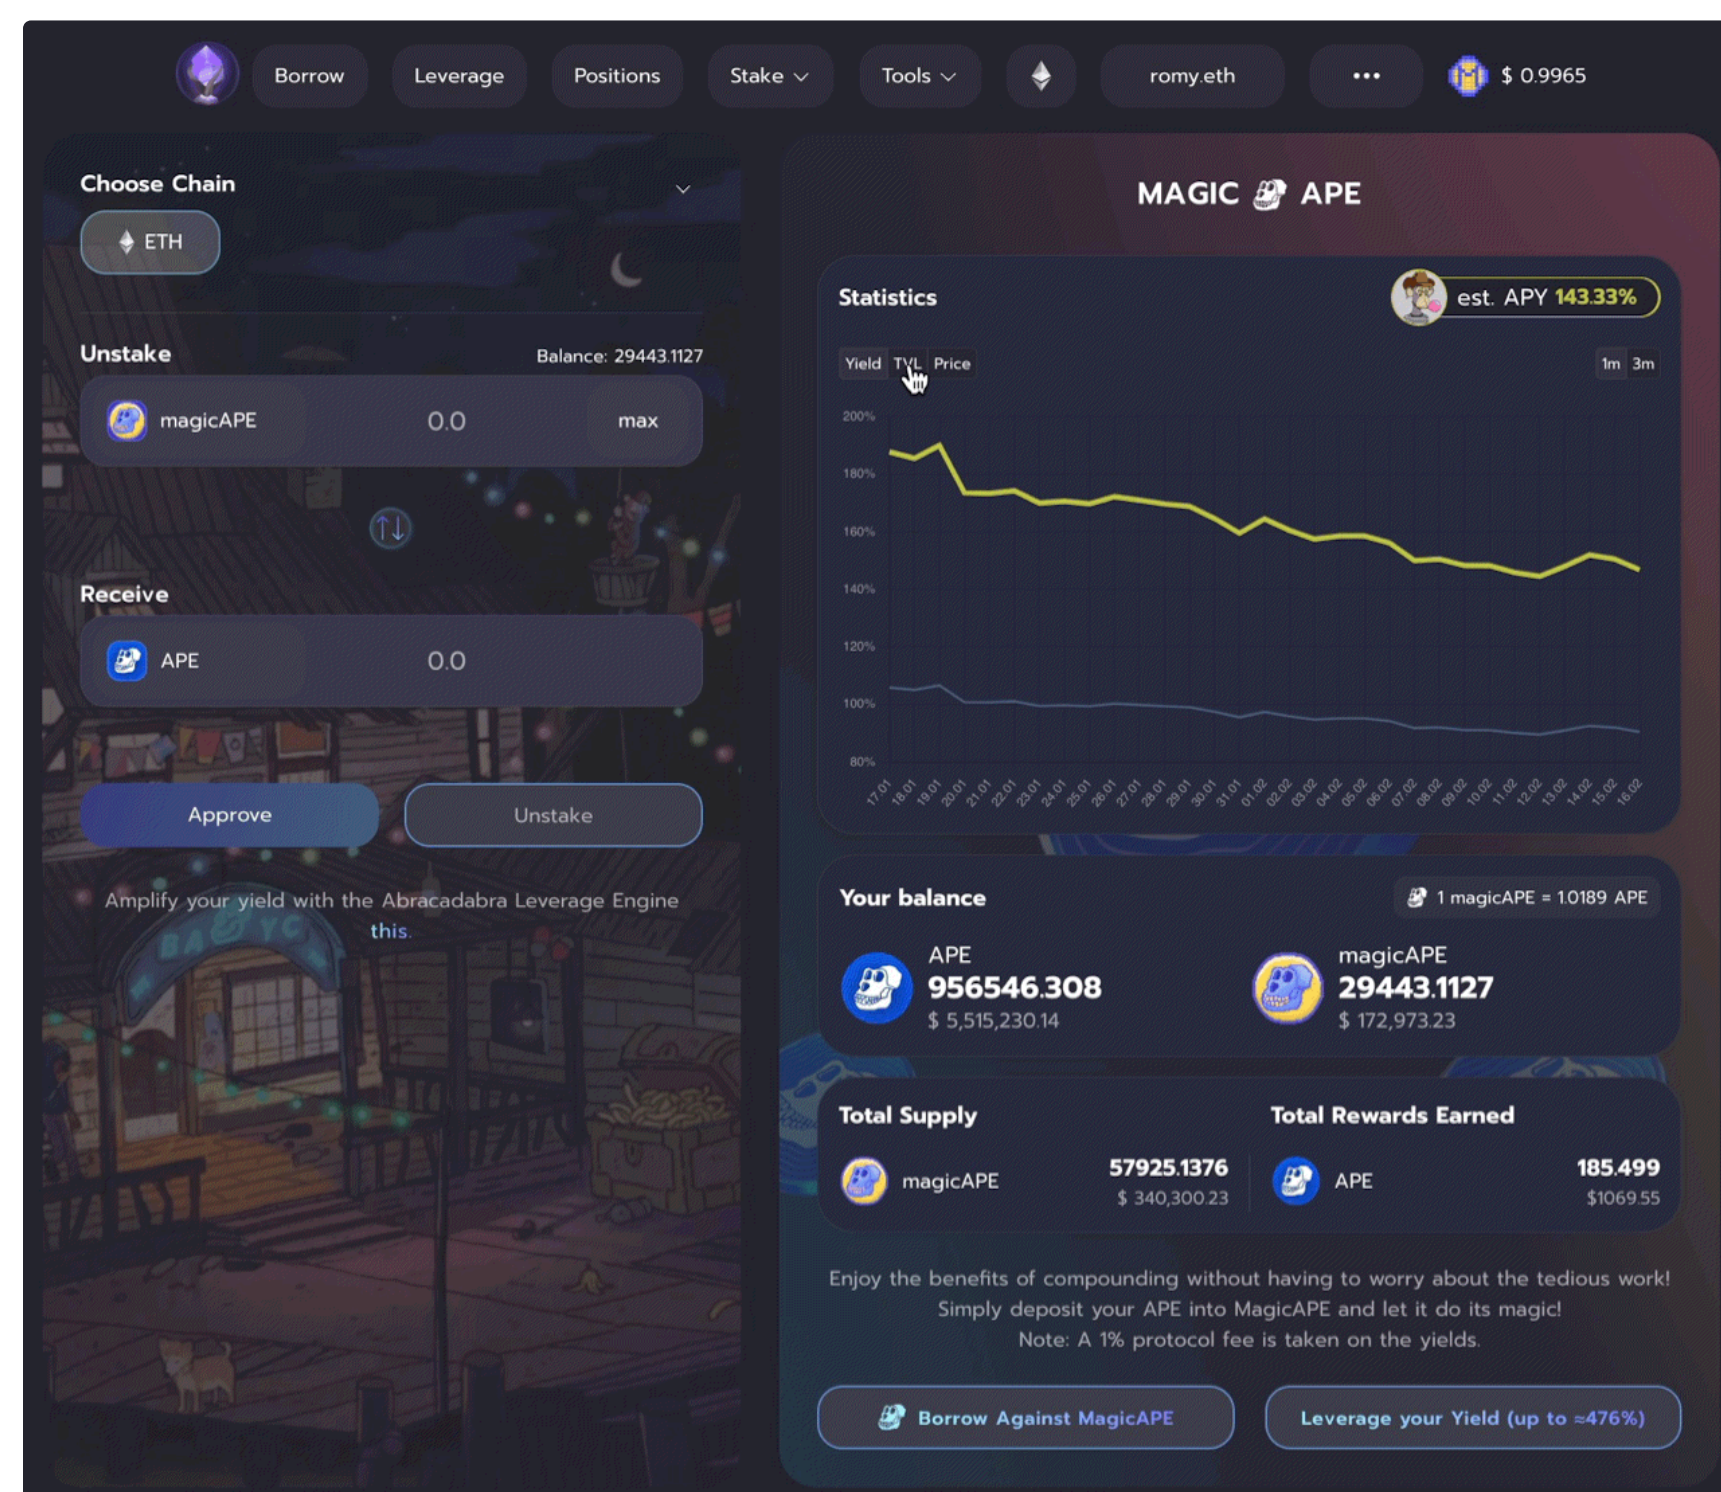 Borrow
Leverage
Positions
Stake
Tools
romy.eth
•••
$ 0.9965
Choose Chain
ETH
Unstake
Balance: 29443.1127
magicAPE
0.0
max
Receive
APE
0.0
Approve
Unstake
Amplify your yield with the Abracadabra Leverage Engine
this.
BAYC
MAGIC APE
Statistics
est. APY 143.33%
Yield TVL Price
1m 3m
200%
180%
160%
140%
120%
100%
80%
17.01 18.01 19.01 20.01 21.01 22.01 23.01 24.01 25.01 26.01 27.01 28.01 29.01 30.01 31.01 01.02 02.02 03.02 04.02 05.02 06.02 07.02 08.02 09.02 10.02 11.02 12.02 13.02 14.02 15.02 16.02
Your balance
1 magicAPE = 1.0189 APE
APE
956546.308
$ 5,515,230.14
magicAPE
29443.1127
$ 172,973.23
Total Supply
magicAPE
57925.1376
$ 340,300.23
Total Rewards Earned
APE
185.499
$1069.55
Enjoy the benefits of compounding without having to worry about the tedious work!
Simply deposit your APE into MagicAPE and let it do its magic!
Note: A 1% protocol fee is taken on the yields.
Borrow Against MagicAPE
Leverage your Yield (up to ≈476%)